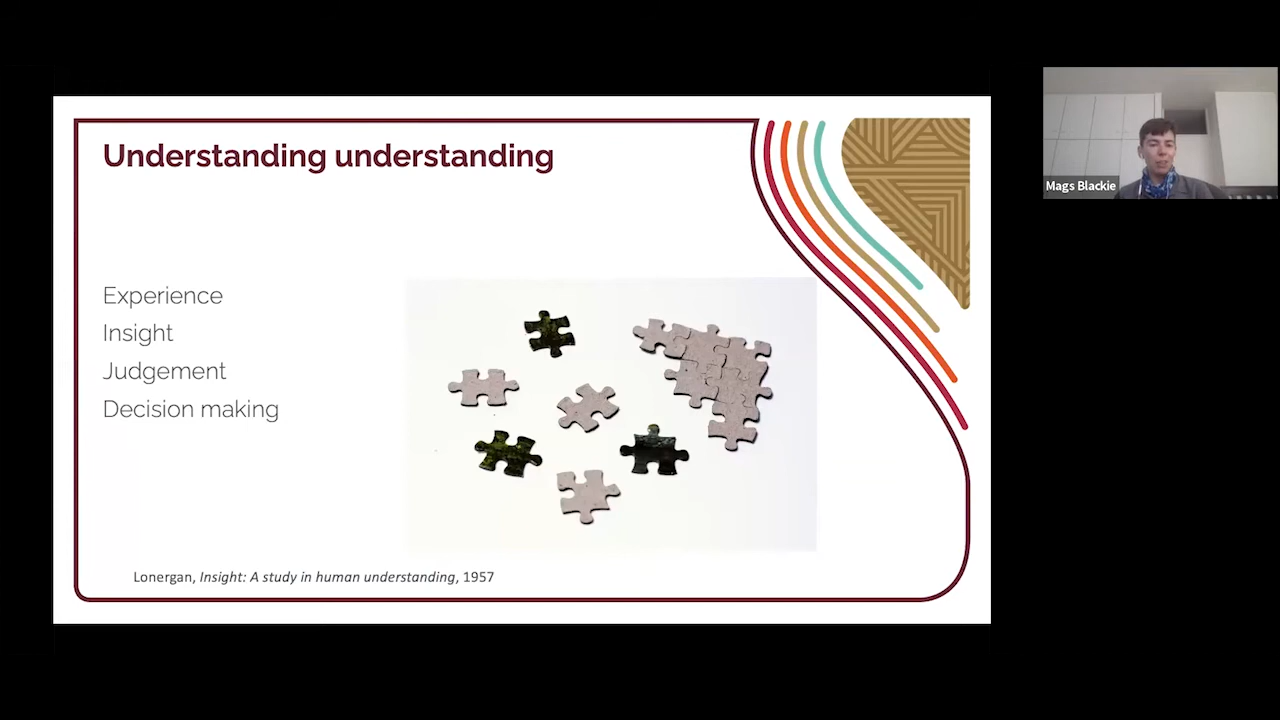 Understanding understanding
Experience
Insight
Judgement
Decision making
Lonergan, Insight: A study in human understanding, 1957
Mags Blackie